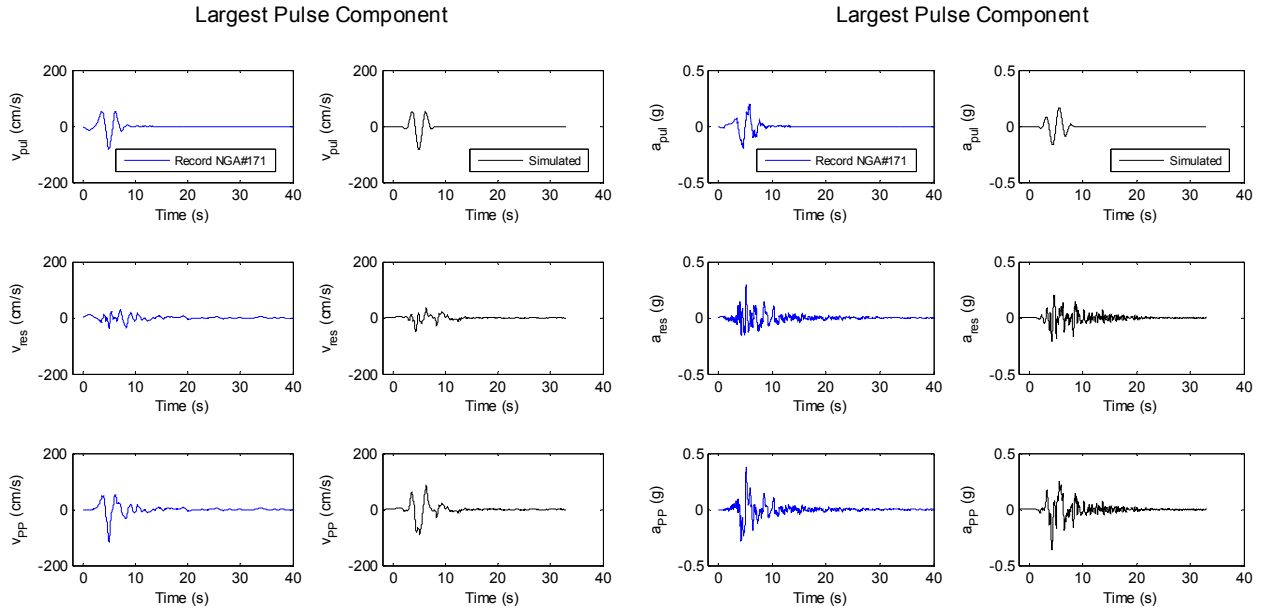 Largest Pulse Component
Largest Pulse Component
200
0
-200
v_pul (cm/s)
Record NGA#171
0 10 20 30 40
Time (s)
200
0
-200
v_pul (cm/s)
Simulated
0 10 20 30 40
Time (s)
0.5
0
-0.5
a_pul (g)
Record NGA#171
0 10 20 30 40
Time (s)
0.5
0
-0.5
a_pul (g)
Simulated
0 10 20 30 40
Time (s)
200
0
-200
v_res (cm/s)
0 10 20 30 40
Time (s)
200
0
-200
v_res (cm/s)
0 10 20 30 40
Time (s)
0.5
0
-0.5
a_res (g)
0 10 20 30 40
Time (s)
0.5
0
-0.5
a_res (g)
0 10 20 30 40
Time (s)
200
0
-200
v_PP (cm/s)
0 10 20 30 40
Time (s)
200
0
-200
v_PP (cm/s)
0 10 20 30 40
Time (s)
0.5
0
-0.5
a_PP (g)
0 10 20 30 40
Time (s)
0.5
0
-0.5
a_PP (g)
0 10 20 30 40
Time (s)